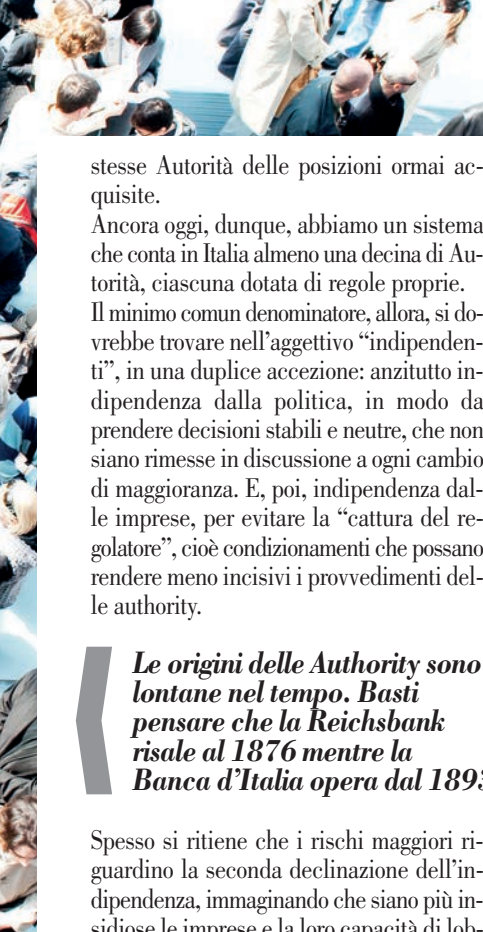 stesse Autorità delle posizioni ormai ac-
quisite.
Ancora oggi, dunque, abbiamo un sistema
che conta in Italia almeno una decina di Au-
torità, ciascuna dotata di regole proprie.
Il minimo comun denominatore, allora, si do-
vrebbe trovare nell’aggettivo “indipenden-
ti”, in una duplice accezione: anzitutto in-
dipendenza dalla politica, in modo da
prendere decisioni stabili e neutre, che non
siano rimesse in discussione a ogni cambio
di maggioranza. E, poi, indipendenza dal-
le imprese, per evitare la “cattura del re-
golatore”, cioè condizionamenti che possano
rendere meno incisivi i provvedimenti del-
le authority.
Le origini delle Authority sono
lontane nel tempo. Basti
pensare che la Reichsbank
risale al 1876 mentre la
Banca d’Italia opera dal 1893
Spesso si ritiene che i rischi maggiori ri-
guardino la seconda declinazione dell’in-
dipendenza, immaginando che siano più in-
sidiose le imprese e la loro capacità di lob-